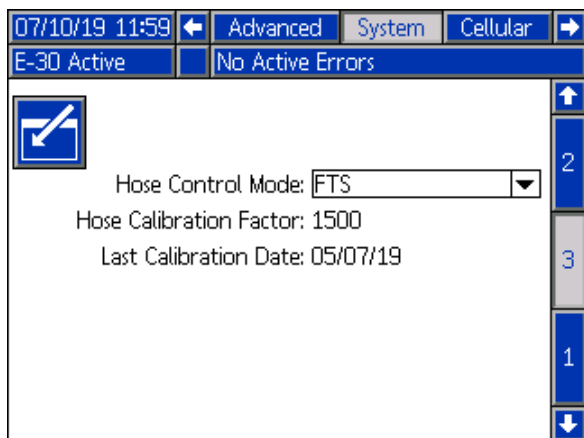 07/10/19 11:59 Advanced System Cellular
E-30 Active No Active Errors
2
Hose Control Mode: FTS
Hose Calibration Factor: 1500
Last Calibration Date: 05/07/19
3
1